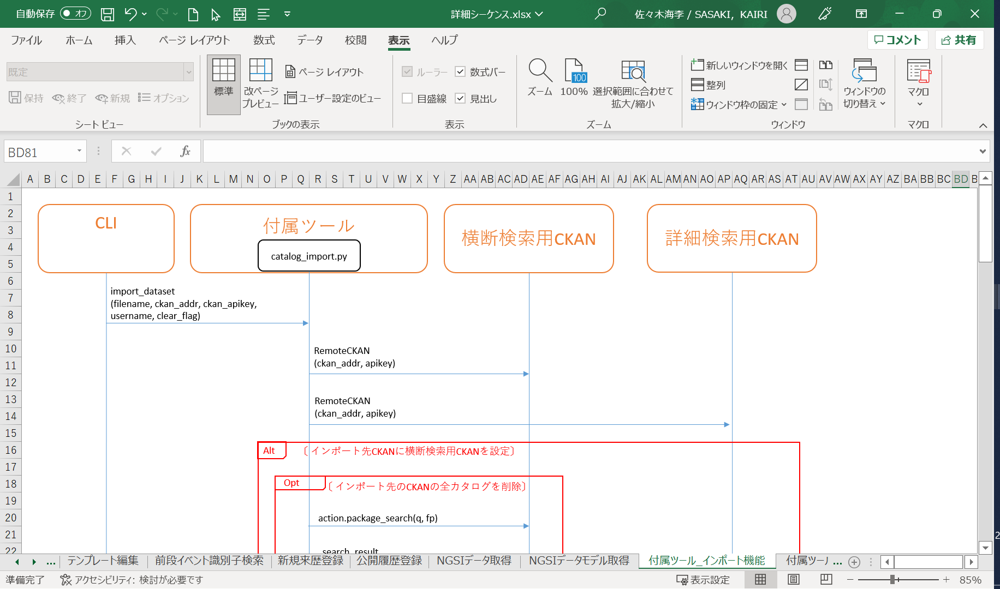 自動保存 オフ 詳細シーケンス.xlsx 佐々木海李 / SASAKI, KAIRI
ファイル ホーム 挿入 ページ レイアウト 数式 データ 校閲 表示 ヘルプ コメント 共有
既定
保持 終了 新規 オプション
シート ビュー
標準
改ページ
プレビュー
ページ レイアウト
ユーザー設定のビュー
ブックの表示
ルーラー 数式バー
目盛線 見出し
表示
ズーム
100
100%
選択範囲に合わせて
拡大/縮小
ズーム
新しいウィンドウを開く
整列
ウィンドウ枠の固定
ウィンドウの
切り替え
ウィンドウ
マクロ
マクロ
BD81
fx
A B C D E F G H I J K L M N O P Q R S T U V W X Y Z AA AB AC AD AE AF AG AH AI AJ AK AL AM AN AO AP AQ AR AS AT AU AV AW AX AY AZ BA BB BC BD B
1
2
3
4
5
6
7
8
9
10
11
12
13
14
15
16
17
18
19
20
21
22
CLI
付属ツール
catalog_import.py
横断検索用CKAN
詳細検索用CKAN
import_dataset
(filename, ckan_addr, ckan_apikey,
username, clear_flag)
RemoteCKAN
(ckan_addr, apikey)
RemoteCKAN
(ckan_addr, apikey)
Alt 〔インポート先CKANに横断検索用CKANを設定〕
Opt 〔インポート先のCKANの全カタログを削除〕
action.package_search(q, fp)
search_result
... テンプレート編集 前段イベント識別子検索 新規来歴登録 公開履歴登録 NGSIデータ取得 NGSIデータモデル取得 付属ツール_インポート機能 付属ツール ...
準備完了 アクセシビリティ: 検討が必要です 表示設定 85%
2